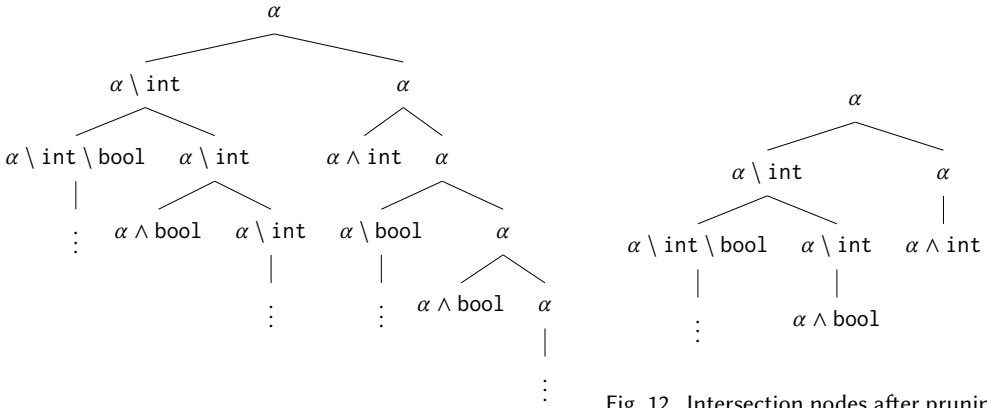 α
α \ int
α
α
α \ int \ bool
α \ int
α ∧ int
α
α \ int
α
⋮
α ∧ bool
α \ int
α \ bool
α
α \ int \ bool
α \ int
α ∧ int
⋮
⋮
α ∧ bool
α
⋮
α ∧ bool
⋮
Fig. 12. Intersection nodes after